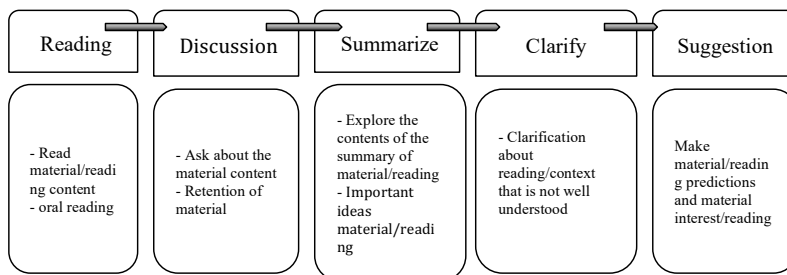 Reading
Discussion
Summarize
Clarify
Suggestion
- Read
material/readi
ng content
- oral reading
- Ask about the
material content
- Retention of
material
- Explore the
contents of the
summary of
material/reading
- Important
ideas
material/readi
ng
- Clarification
about
reading/context
that is not well
understood
Make
material/readin
g predictions
and material
interest/reading